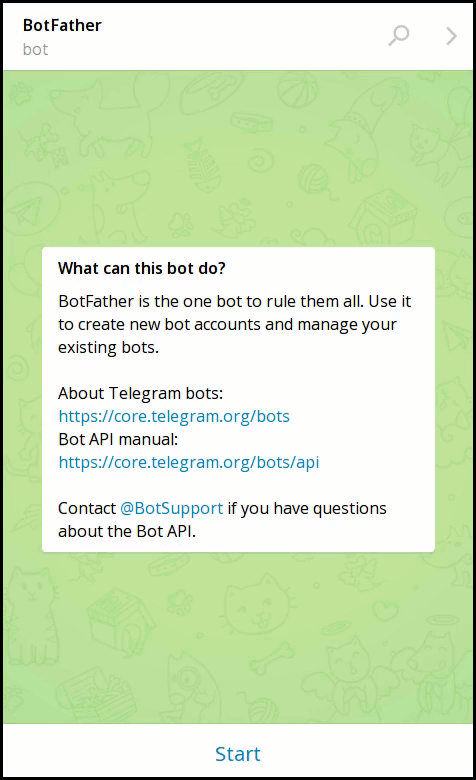 BotFather
bot
What can this bot do?
BotFather is the one bot to rule them all. Use it
to create new bot accounts and manage your
existing bots.
About Telegram bots:
https://core.telegram.org/bots
Bot API manual:
https://core.telegram.org/bots/api
Contact @BotSupport if you have questions
about the Bot API.
Start